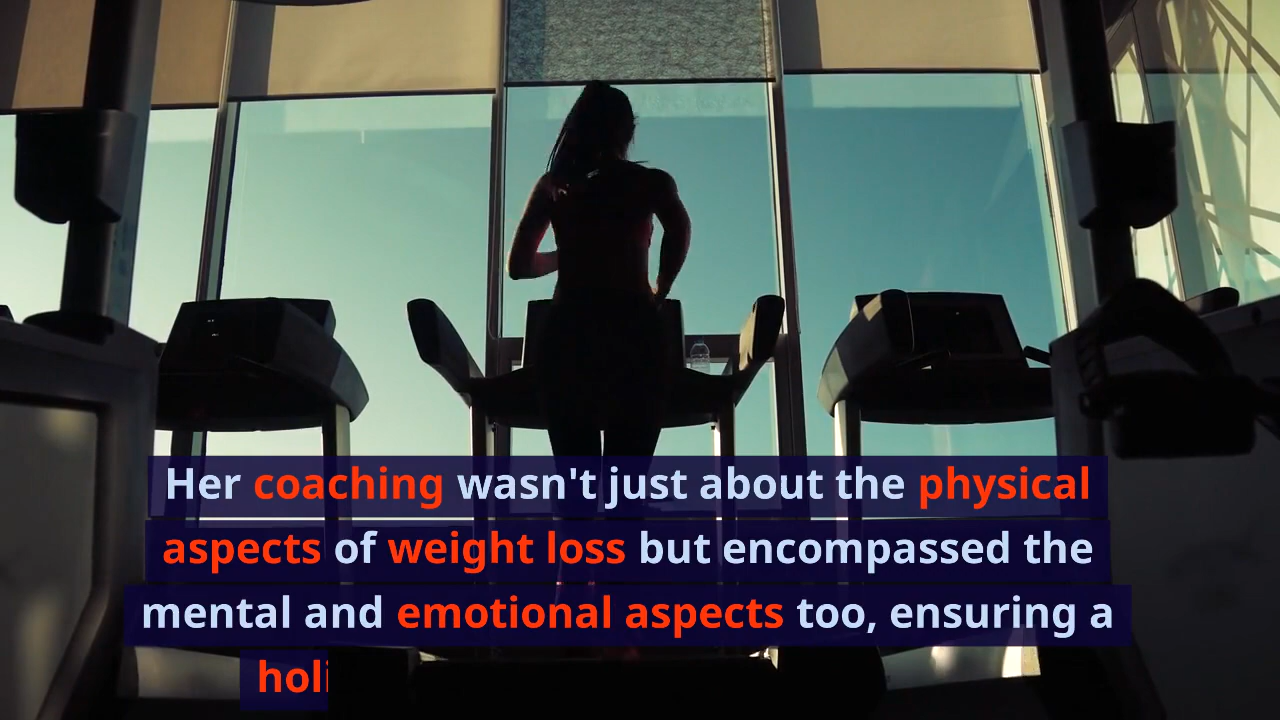 Her coaching wasn't just about the physical
aspects of weight loss but encompassed the
mental and emotional aspects too, ensuring a
holi